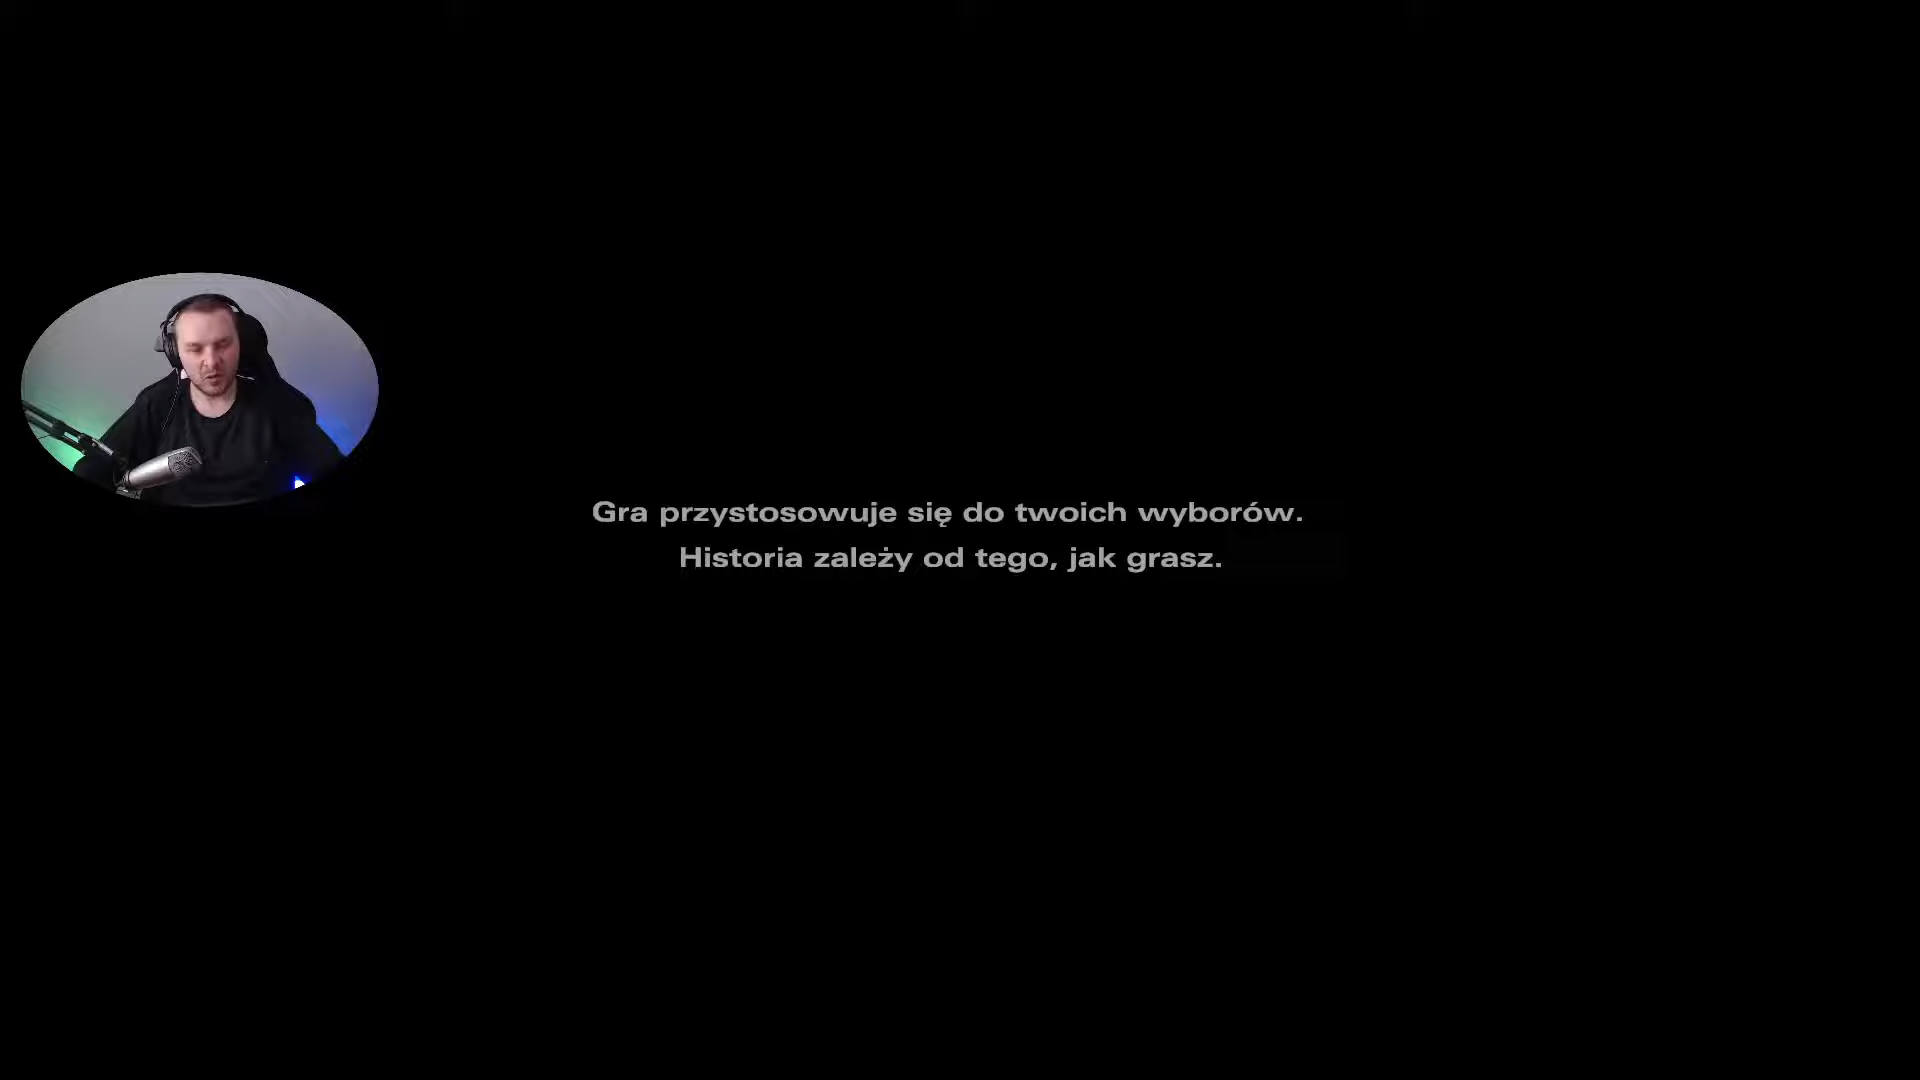 Gra przystosowuje się do twoich wyborów.
Historia zależy od tego, jak grasz.